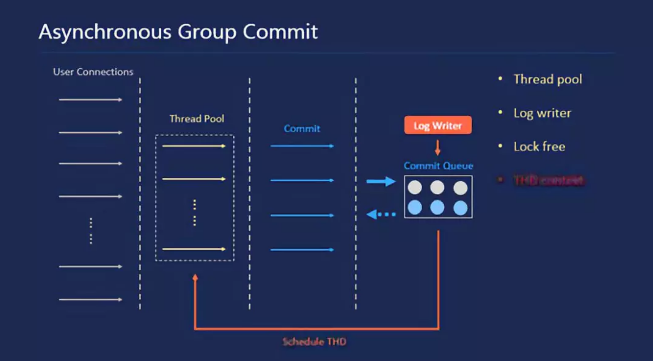 Asynchronous Group Commit
User Connections
Thread Pool
Commit
Log Writer
Commit Queue
Schedule THD
• Thread pool
• Log writer
• Lock free
• THD context